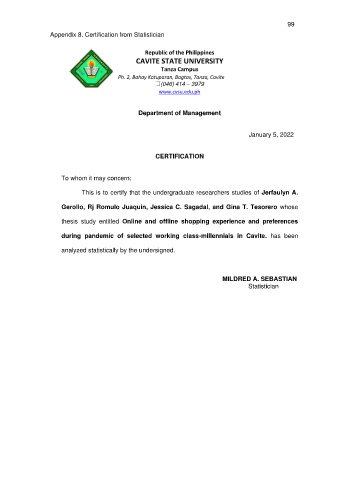 99
Appendix 8. Certification from Statistician
Republic of the Philippines
CAVITE STATE UNIVERSITY
Tanza Campus
Ph. 2, Bahay Katuparan, Bagtas, Tanza, Cavite
(046) 414 – 3979
www.cvsu.edu.ph
Department of Management
January 5, 2022
CERTIFICATION
To whom it may concern:
This is to certify that the undergraduate researchers studies of Jerfaulyn A.
Gerollo, Rj Romulo Juaquin, Jessica C. Sagadal, and Gina T. Tesorero whose
thesis study entitled Online and offline shopping experience and preferences
during pandemic of selected working class-millennials in Cavite. has been
analyzed statistically by the undersigned.
MILDRED A. SEBASTIAN
Statistician